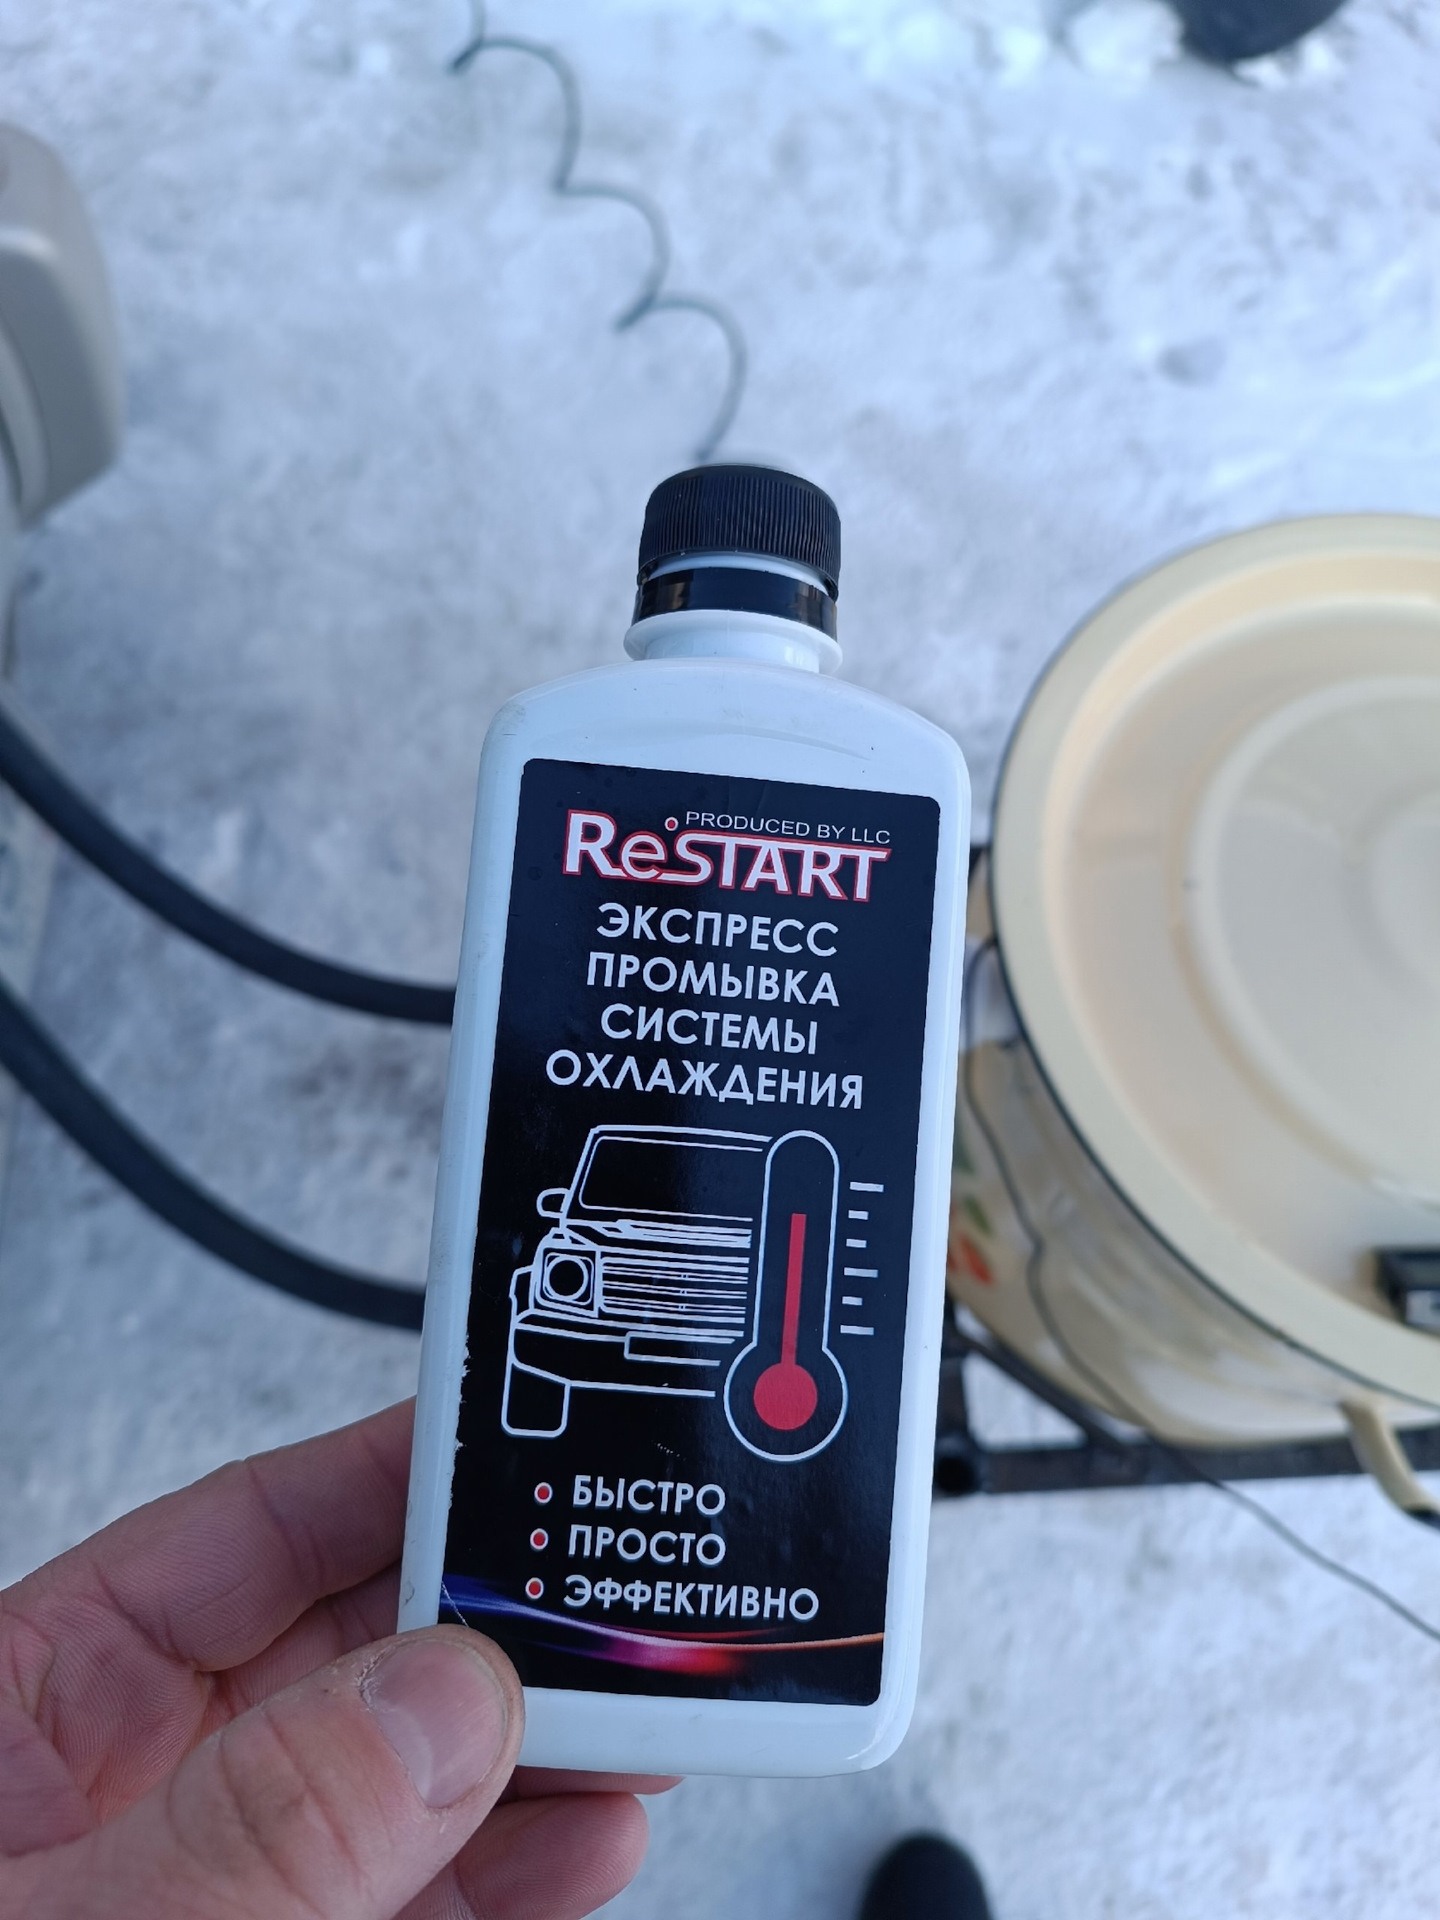 PRODUCED BY LLC
ReSTART
ЭКСПРЕСС
ПРОМЫВКА
СИСТЕМЫ
ОХЛАЖДЕНИЯ
БЫСТРО
ПРОСТО
ЭФФЕКТИВНО